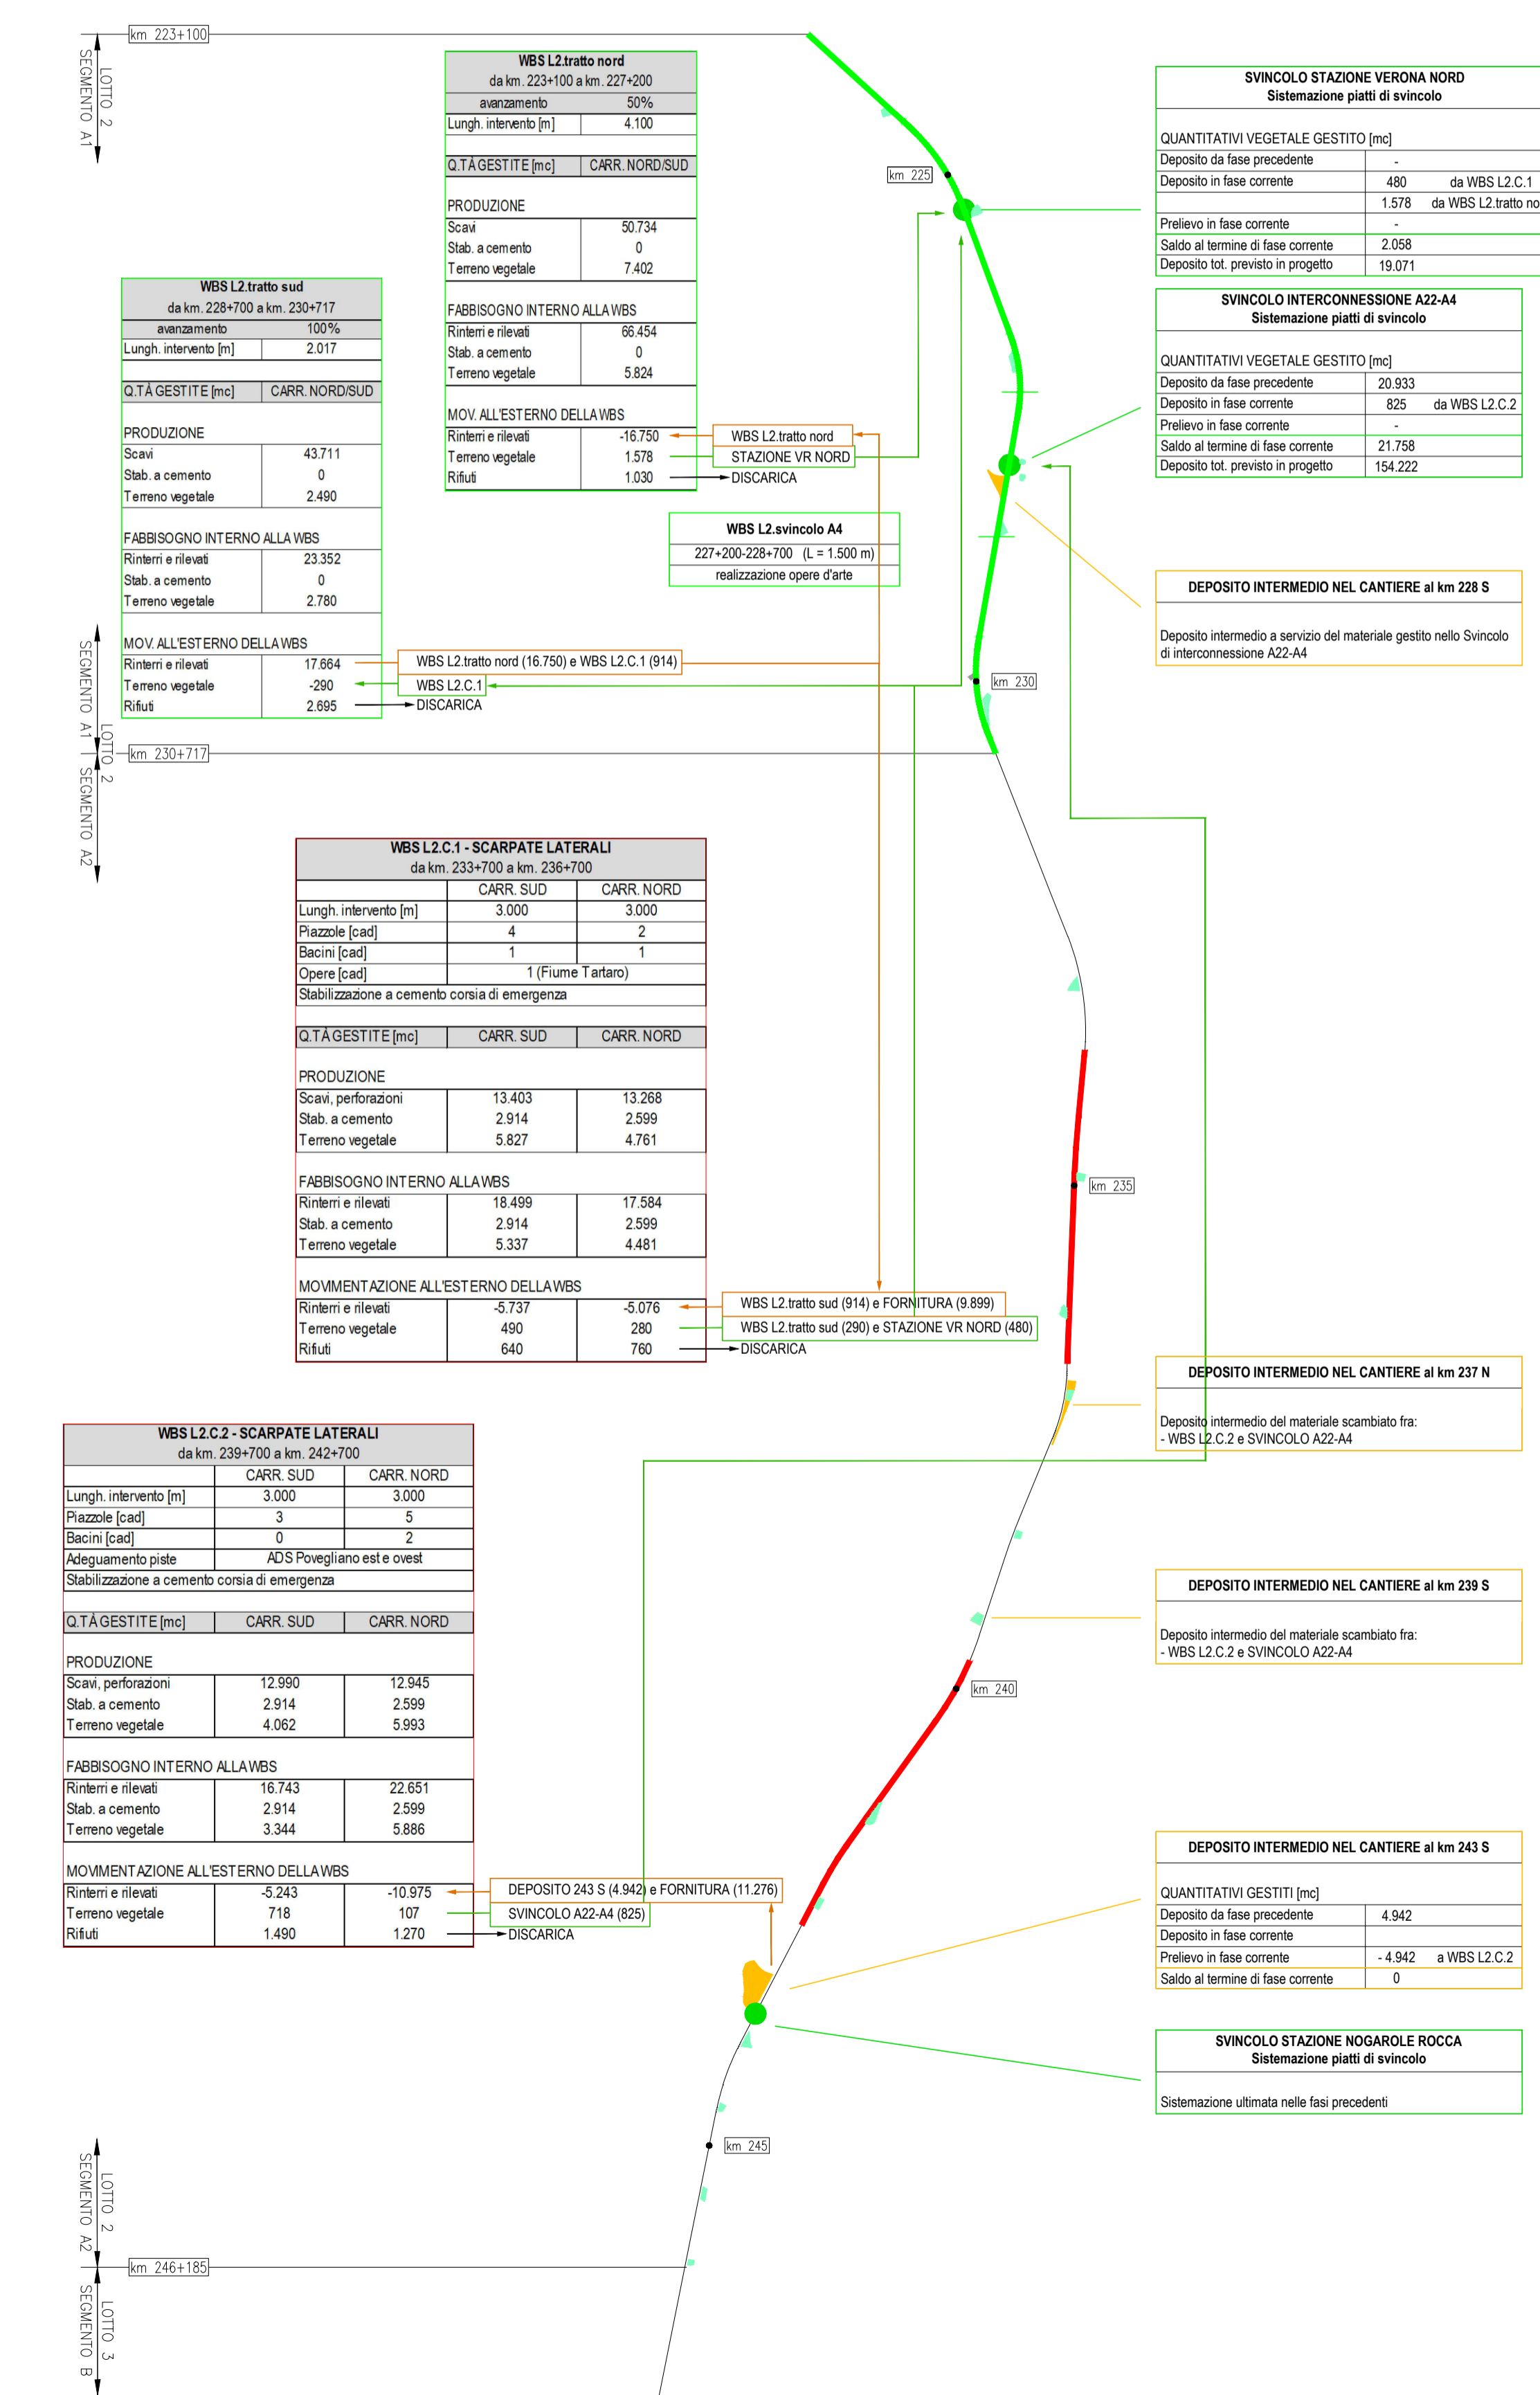 km 223+100
LOTTO 2
SEGMENTO A1
WBS L2.tratto nord
da km. 223+100 a km. 227+200
avanzamento 50%
Lungh. intervento [m] 4.100
Q.TÀ GESTITE [mc] CARR. NORD/SUD
PRODUZIONE
Scavi 50.734
Stab. a cemento 0
Terreno vegetale 7.402
FABBISOGNO INTERNO ALLA WBS
Rinterri e rilevati 66.454
Stab. a cemento 0
Terreno vegetale 5.824
MOV. ALL'ESTERNO DELLA WBS
Rinterri e rilevati -16.750 WBS L2.tratto nord
Terreno vegetale 1.578 STAZIONE VR NORD
Rifiuti 1.030 DISCARICA
km 225
SVINCOLO STAZIONE VERONA NORD
Sistemazione piatti di svincolo
QUANTITATIVI VEGETALE GESTITO [mc]
Deposito da fase precedente -
Deposito in fase corrente 480 da WBS L2.C.1
1.578 da WBS L2.tratto no
Prelievo in fase corrente -
Saldo al termine di fase corrente 2.058
Deposito tot. previsto in progetto 19.071
SVINCOLO INTERCONNESSIONE A22-A4
Sistemazione piatti di svincolo
QUANTITATIVI VEGETALE GESTITO [mc]
Deposito da fase precedente 20.933
Deposito in fase corrente 825 da WBS L2.C.2
Prelievo in fase corrente -
Saldo al termine di fase corrente 21.758
Deposito tot. previsto in progetto 154.222
WBS L2.tratto sud
da km. 228+700 a km. 230+717
avanzamento 100%
Lungh. intervento [m] 2.017
Q.TÀ GESTITE [mc] CARR. NORD/SUD
PRODUZIONE
Scavi 43.711
Stab. a cemento 0
Terreno vegetale 2.490
FABBISOGNO INTERNO ALLA WBS
Rinterri e rilevati 23.352
Stab. a cemento 0
Terreno vegetale 2.780
MOV. ALL'ESTERNO DELLA WBS
Rinterri e rilevati 17.664 WBS L2.tratto nord (16.750) e WBS L2.C.1 (914)
Terreno vegetale -290 WBS L2.C.1
Rifiuti 2.695 DISCARICA
WBS L2.svincolo A4
227+200-228+700 (L = 1.500 m)
realizzazione opere d'arte
DEPOSITO INTERMEDIO NEL CANTIERE al km 228 S
Deposito intermedio a servizio del materiale gestito nello Svincolo
di interconnessione A22-A4
km 230
SEGMENTO A1
LOTTO 2
km 230+717
SEGMENTO A2
WBS L2.C.1 - SCARPATE LATERALI
da km. 233+700 a km. 236+700
CARR. SUD CARR. NORD
Lungh. intervento [m] 3.000 3.000
Piazzole [cad] 4 2
Bacini [cad] 1 1
Opere [cad] 1 (Fiume Tartaro)
Stabilizzazione a cemento corsia di emergenza
Q.TÀ GESTITE [mc] CARR. SUD CARR. NORD
PRODUZIONE
Scavi, perforazioni 13.403 13.268
Stab. a cemento 2.914 2.599
Terreno vegetale 5.827 4.761
FABBISOGNO INTERNO ALLA WBS
Rinterri e rilevati 18.499 17.584
Stab. a cemento 2.914 2.599
Terreno vegetale 5.337 4.481
MOVIMENTAZIONE ALL'ESTERNO DELLA WBS
Rinterri e rilevati -5.737 -5.076 WBS L2.tratto sud (914) e FORNITURA (9.899)
Terreno vegetale 490 280 WBS L2.tratto sud (290) e STAZIONE VR NORD (480)
Rifiuti 640 760 DISCARICA
km 235
DEPOSITO INTERMEDIO NEL CANTIERE al km 237 N
Deposito intermedio del materiale scambiato fra:
- WBS L2.C.2 e SVINCOLO A22-A4
WBS L2.C.2 - SCARPATE LATERALI
da km. 239+700 a km. 242+700
CARR. SUD CARR. NORD
Lungh. intervento [m] 3.000 3.000
Piazzole [cad] 3 5
Bacini [cad] 0 2
Adeguamento piste ADS Povegliano est e ovest
Stabilizzazione a cemento corsia di emergenza
Q.TÀ GESTITE [mc] CARR. SUD CARR. NORD
PRODUZIONE
Scavi, perforazioni 12.990 12.945
Stab. a cemento 2.914 2.599
Terreno vegetale 4.062 5.993
FABBISOGNO INTERNO ALLA WBS
Rinterri e rilevati 16.743 22.651
Stab. a cemento 2.914 2.599
Terreno vegetale 3.344 5.886
MOVIMENTAZIONE ALL'ESTERNO DELLA WBS
Rinterri e rilevati -5.243 -10.975 DEPOSITO 243 S (4.942) e FORNITURA (11.276)
Terreno vegetale 718 107 SVINCOLO A22-A4 (825)
Rifiuti 1.490 1.270 DISCARICA
DEPOSITO INTERMEDIO NEL CANTIERE al km 239 S
Deposito intermedio del materiale scambiato fra:
- WBS L2.C.2 e SVINCOLO A22-A4
km 240
DEPOSITO INTERMEDIO NEL CANTIERE al km 243 S
QUANTITATIVI GESTITI [mc]
Deposito da fase precedente 4.942
Deposito in fase corrente
Prelievo in fase corrente - 4.942 a WBS L2.C.2
Saldo al termine di fase corrente 0
SVINCOLO STAZIONE NOGAROLE ROCCA
Sistemazione piatti di svincolo
Sistemazione ultimata nelle fasi precedenti
km 245
LOTTO 2
SEGMENTO A2
km 246+185
LOTTO 3
SEGMENTO B